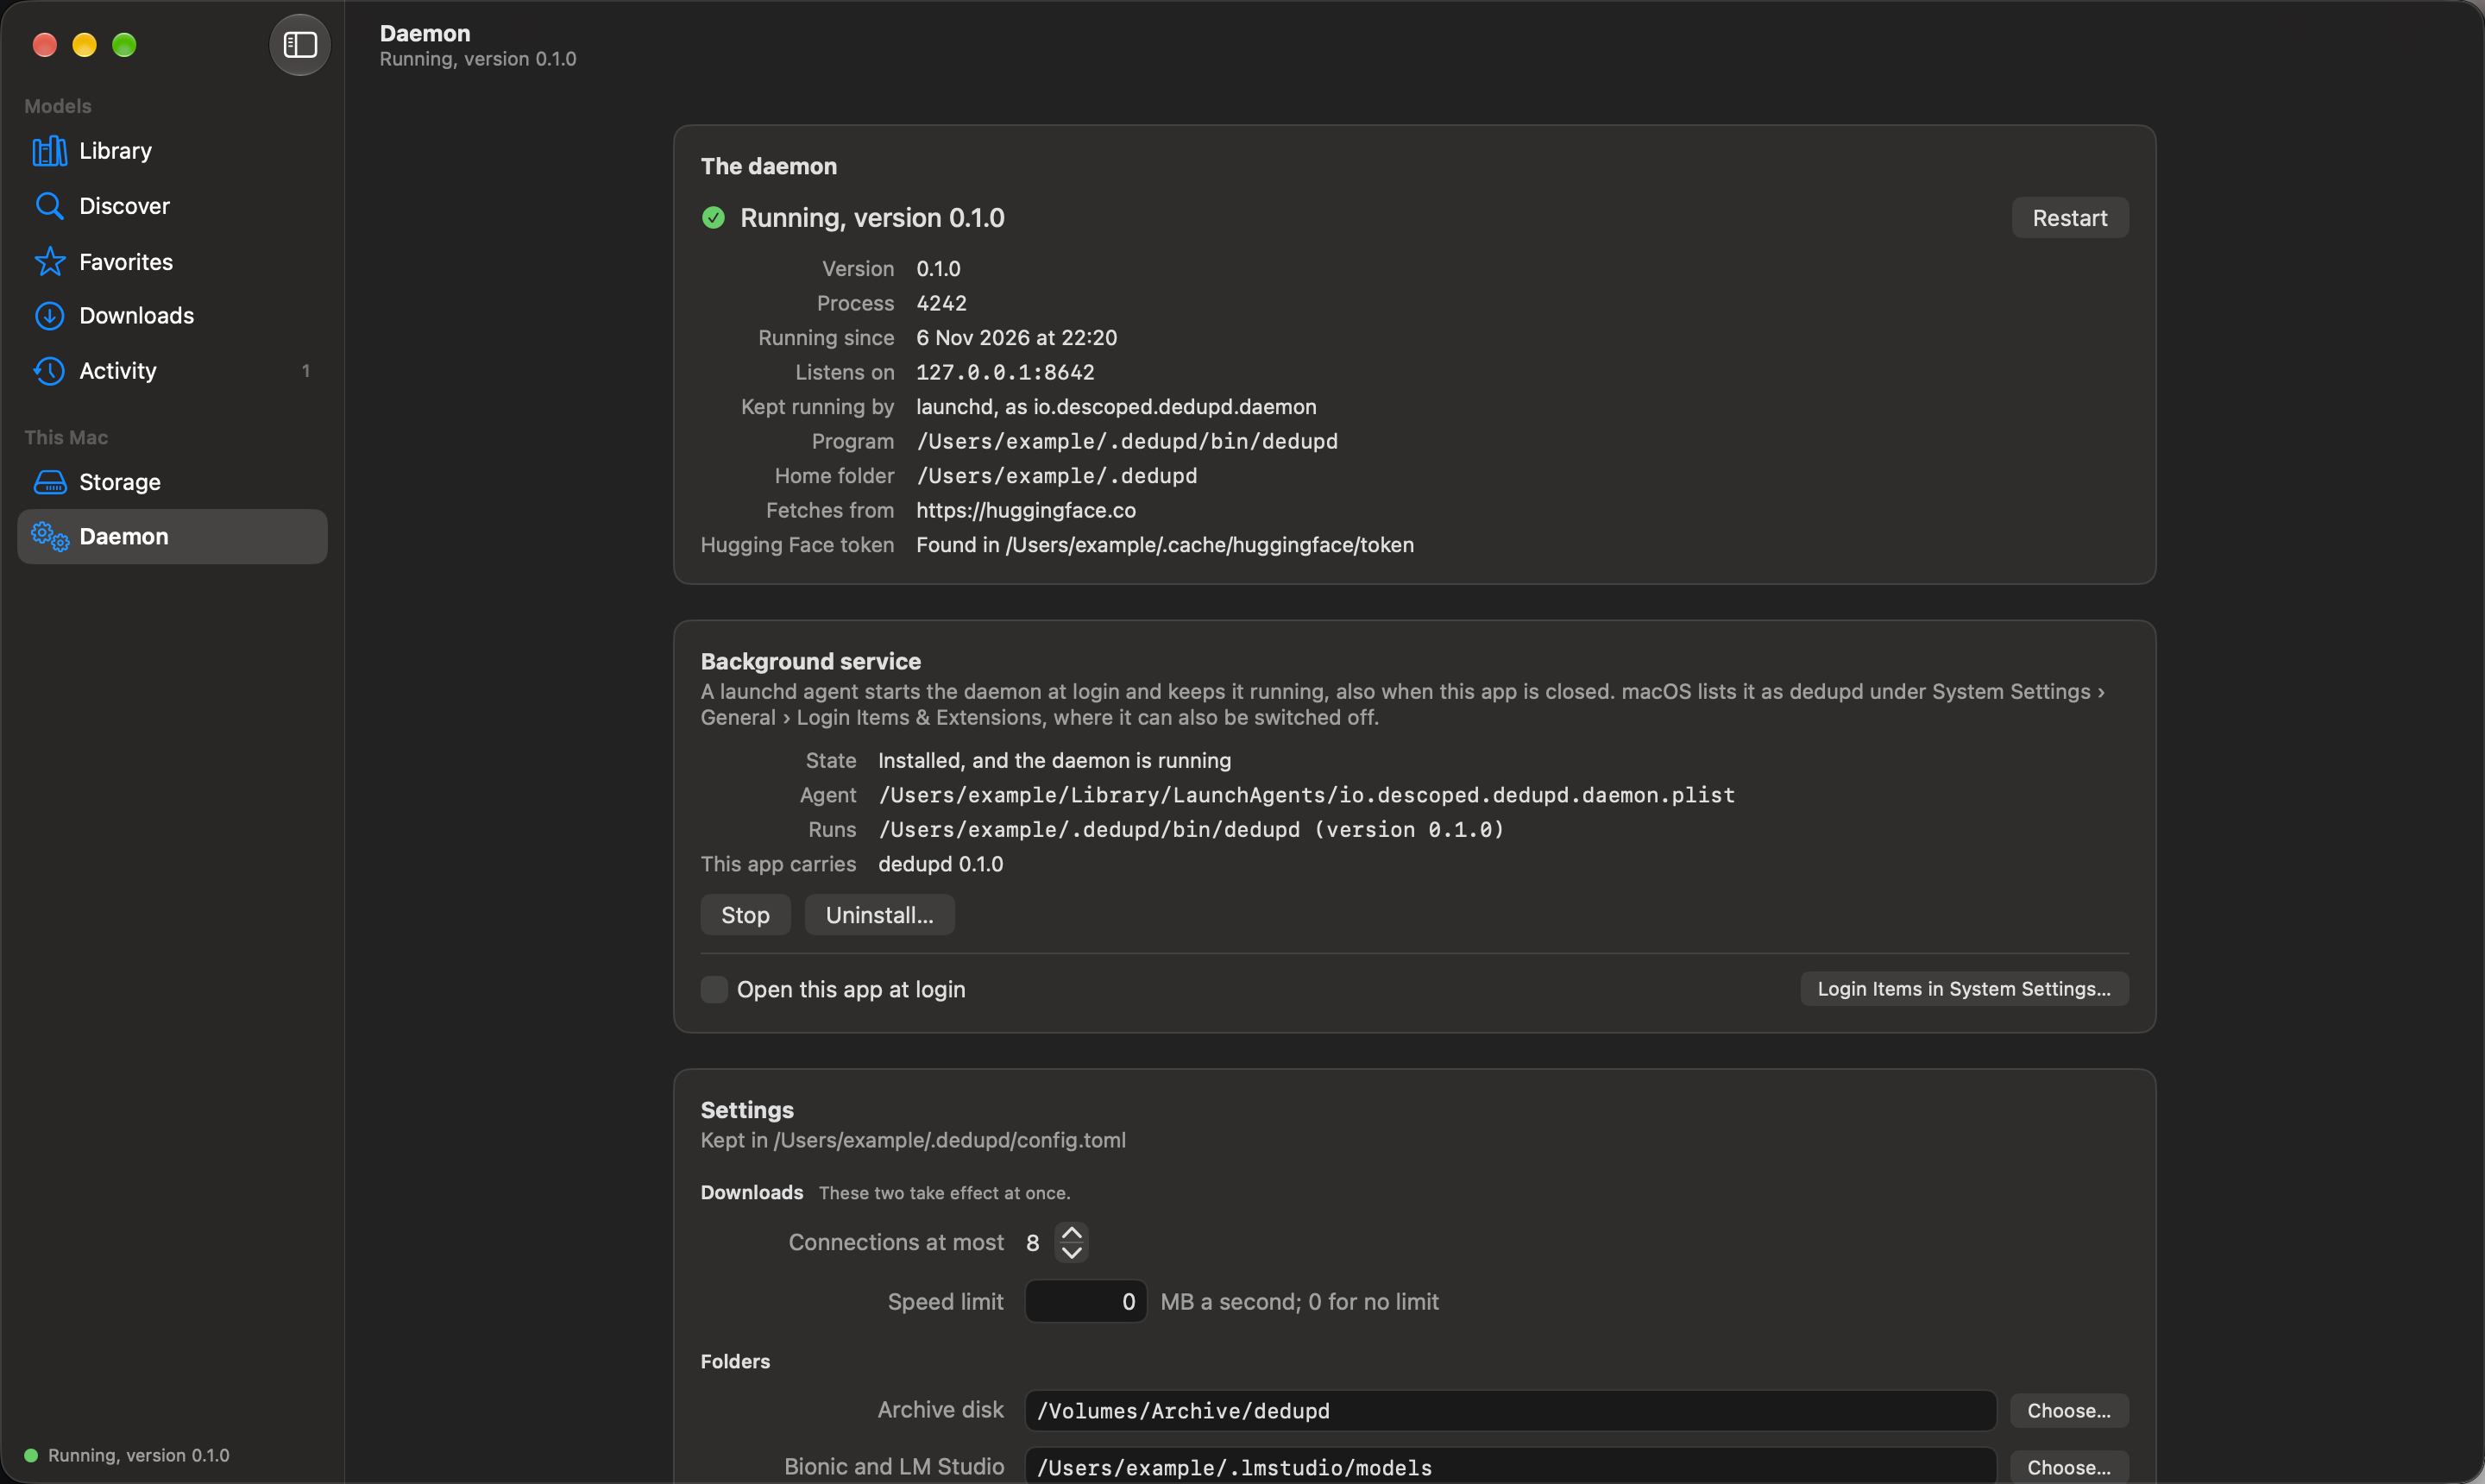 Daemon
Running, version 0.1.0
Models
Library
Discover
Favorites
Downloads
Activity 1
This Mac
Storage
Daemon
Running, version 0.1.0
The daemon
Running, version 0.1.0 Restart
Version 0.1.0
Process 4242
Running since 6 Nov 2026 at 22:20
Listens on 127.0.0.1:8642
Kept running by launchd, as io.descoped.dedupd.daemon
Program /Users/example/.dedupd/bin/dedupd
Home folder /Users/example/.dedupd
Fetches from https://huggingface.co
Hugging Face token Found in /Users/example/.cache/huggingface/token
Background service
A launchd agent starts the daemon at login and keeps it running, also when this app is closed. macOS lists it as dedupd under System Settings ›
General › Login Items & Extensions, where it can also be switched off.
State Installed, and the daemon is running
Agent /Users/example/Library/LaunchAgents/io.descoped.dedupd.daemon.plist
Runs /Users/example/.dedupd/bin/dedupd (version 0.1.0)
This app carries dedupd 0.1.0
Stop Uninstall...
Open this app at login Login Items in System Settings...
Settings
Kept in /Users/example/.dedupd/config.toml
Downloads These two take effect at once.
Connections at most 8
Speed limit 0 MB a second; 0 for no limit
Folders
Archive disk /Volumes/Archive/dedupd Choose...
Bionic and LM Studio /Users/example/.lmstudio/models Choose...